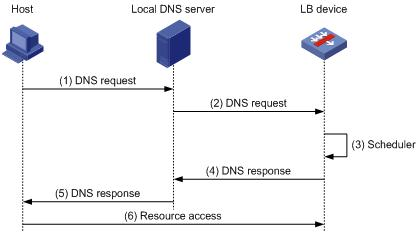 Host
Local DNS server
LB device
(1) DNS request
(2) DNS request
(3) Scheduler
(4) DNS response
(5) DNS response
(6) Resource access